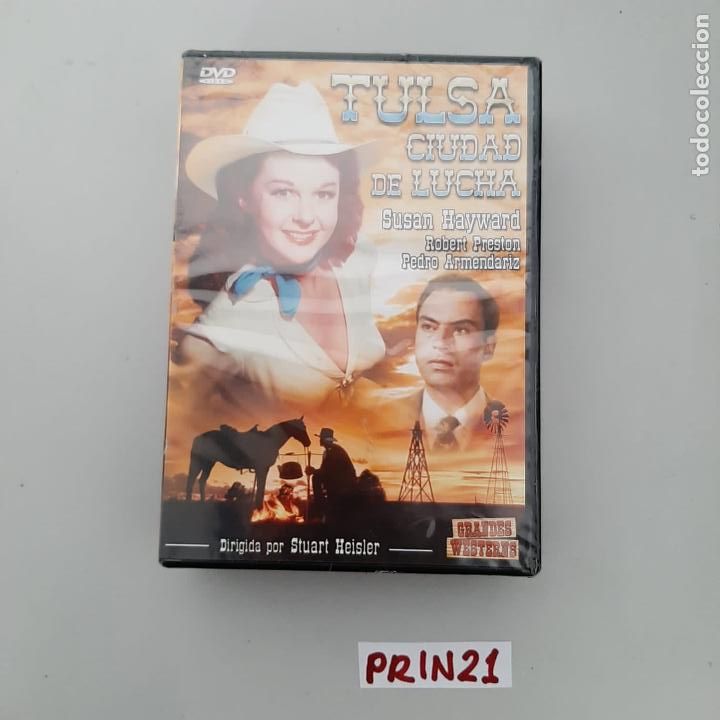 DVD
VIDEO
TULSA
CIUDAD
DE LUCHA
Susan Hayward
Robert Preston
Pedro Armendariz
Dirigida por Stuart Heisler
GRANDES
WESTERNS
PRIN21
todocoleccion